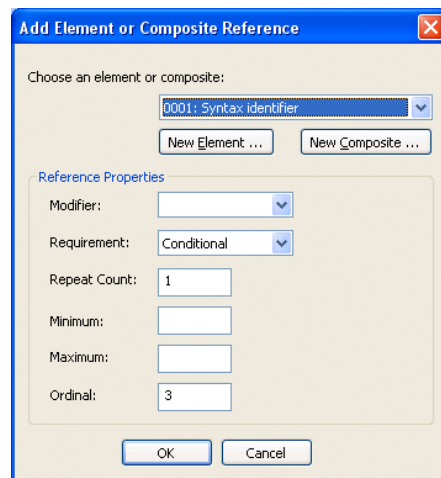 Add Element or Composite Reference
Choose an element or composite:
0001: Syntax identifier
New Element ...
New Composite ...
Reference Properties
Modifier:
Requirement: Conditional
Repeat Count: 1
Minimum:
Maximum:
Ordinal: 3
OK
Cancel